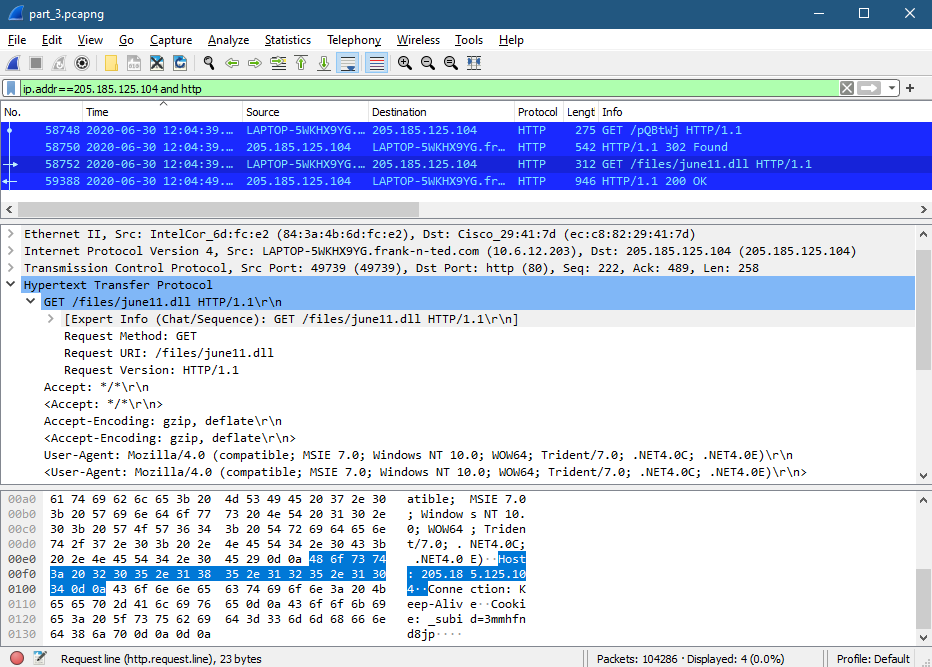 part_3.pcapng
File Edit View Go Capture Analyze Statistics Telephony Wireless Tools Help
ip.addr==205.185.125.104 and http
No. Time Source Destination Protocol Lengt Info
58748 2020-06-30 12:04:39.… LAPTOP-5WKHX9YG.… 205.185.125.104 HTTP 275 GET /pQBtWj HTTP/1.1
58750 2020-06-30 12:04:39.… 205.185.125.104 LAPTOP-5WKHX9YG.fr… HTTP 542 HTTP/1.1 302 Found
58752 2020-06-30 12:04:39.… LAPTOP-5WKHX9YG.… 205.185.125.104 HTTP 312 GET /files/june11.dll HTTP/1.1
59388 2020-06-30 12:04:49.… 205.185.125.104 LAPTOP-5WKHX9YG.fr… HTTP 946 HTTP/1.1 200 OK
Ethernet II, Src: IntelCor_6d:fc:e2 (84:3a:4b:6d:fc:e2), Dst: Cisco_29:41:7d (ec:c8:82:29:41:7d)
Internet Protocol Version 4, Src: LAPTOP-5WKHX9YG.frank-n-ted.com (10.6.12.203), Dst: 205.185.125.104 (205.185.125.104)
Transmission Control Protocol, Src Port: 49739 (49739), Dst Port: http (80), Seq: 222, Ack: 489, Len: 258
Hypertext Transfer Protocol
GET /files/june11.dll HTTP/1.1\r\n
[Expert Info (Chat/Sequence): GET /files/june11.dll HTTP/1.1\r\n]
Request Method: GET
Request URI: /files/june11.dll
Request Version: HTTP/1.1
Accept: */*\r\n
<Accept: */*\r\n>
Accept-Encoding: gzip, deflate\r\n
<Accept-Encoding: gzip, deflate\r\n>
User-Agent: Mozilla/4.0 (compatible; MSIE 7.0; Windows NT 10.0; WOW64; Trident/7.0; .NET4.0C; .NET4.0E)\r\n
<User-Agent: Mozilla/4.0 (compatible; MSIE 7.0; Windows NT 10.0; WOW64; Trident/7.0; .NET4.0C; .NET4.0E)\r\n>
00a0 61 74 69 62 6c 65 3b 20 4d 53 49 45 20 37 2e 30 atible; MSIE 7.0
00b0 3b 20 57 69 6e 64 6f 77 73 20 4e 54 20 31 30 2e ; Window s NT 10.
00c0 30 3b 20 57 4f 57 36 34 3b 20 54 72 69 64 65 6e 0; WOW64 ; Triden
00d0 74 2f 37 2e 30 3b 20 2e 4e 45 54 34 2e 30 43 3b t/7.0; . NET4.0C;
00e0 20 2e 4e 45 54 34 2e 30 45 29 0d 0a 48 6f 73 74 .NET4.0 E)··Host
00f0 3a 20 32 30 35 2e 31 38 35 2e 31 32 35 2e 31 30 : 205.18 5.125.10
0100 34 0d 0a 43 6f 6e 6e 65 63 74 69 6f 6e 3a 20 4b 4··Conne ction: K
0110 65 65 70 2d 41 6c 69 76 65 0d 0a 43 6f 6f 6b 69 eep-Aliv e··Cooki
0120 65 3a 20 5f 73 75 62 69 64 3d 33 6d 6d 68 66 6e e: _subi d=3mmhfn
0130 64 38 6a 70 0d 0a 0d 0a d8jp····
Request line (http.request.line), 23 bytes Packets: 104286 · Displayed: 4 (0.0%) Profile: Default